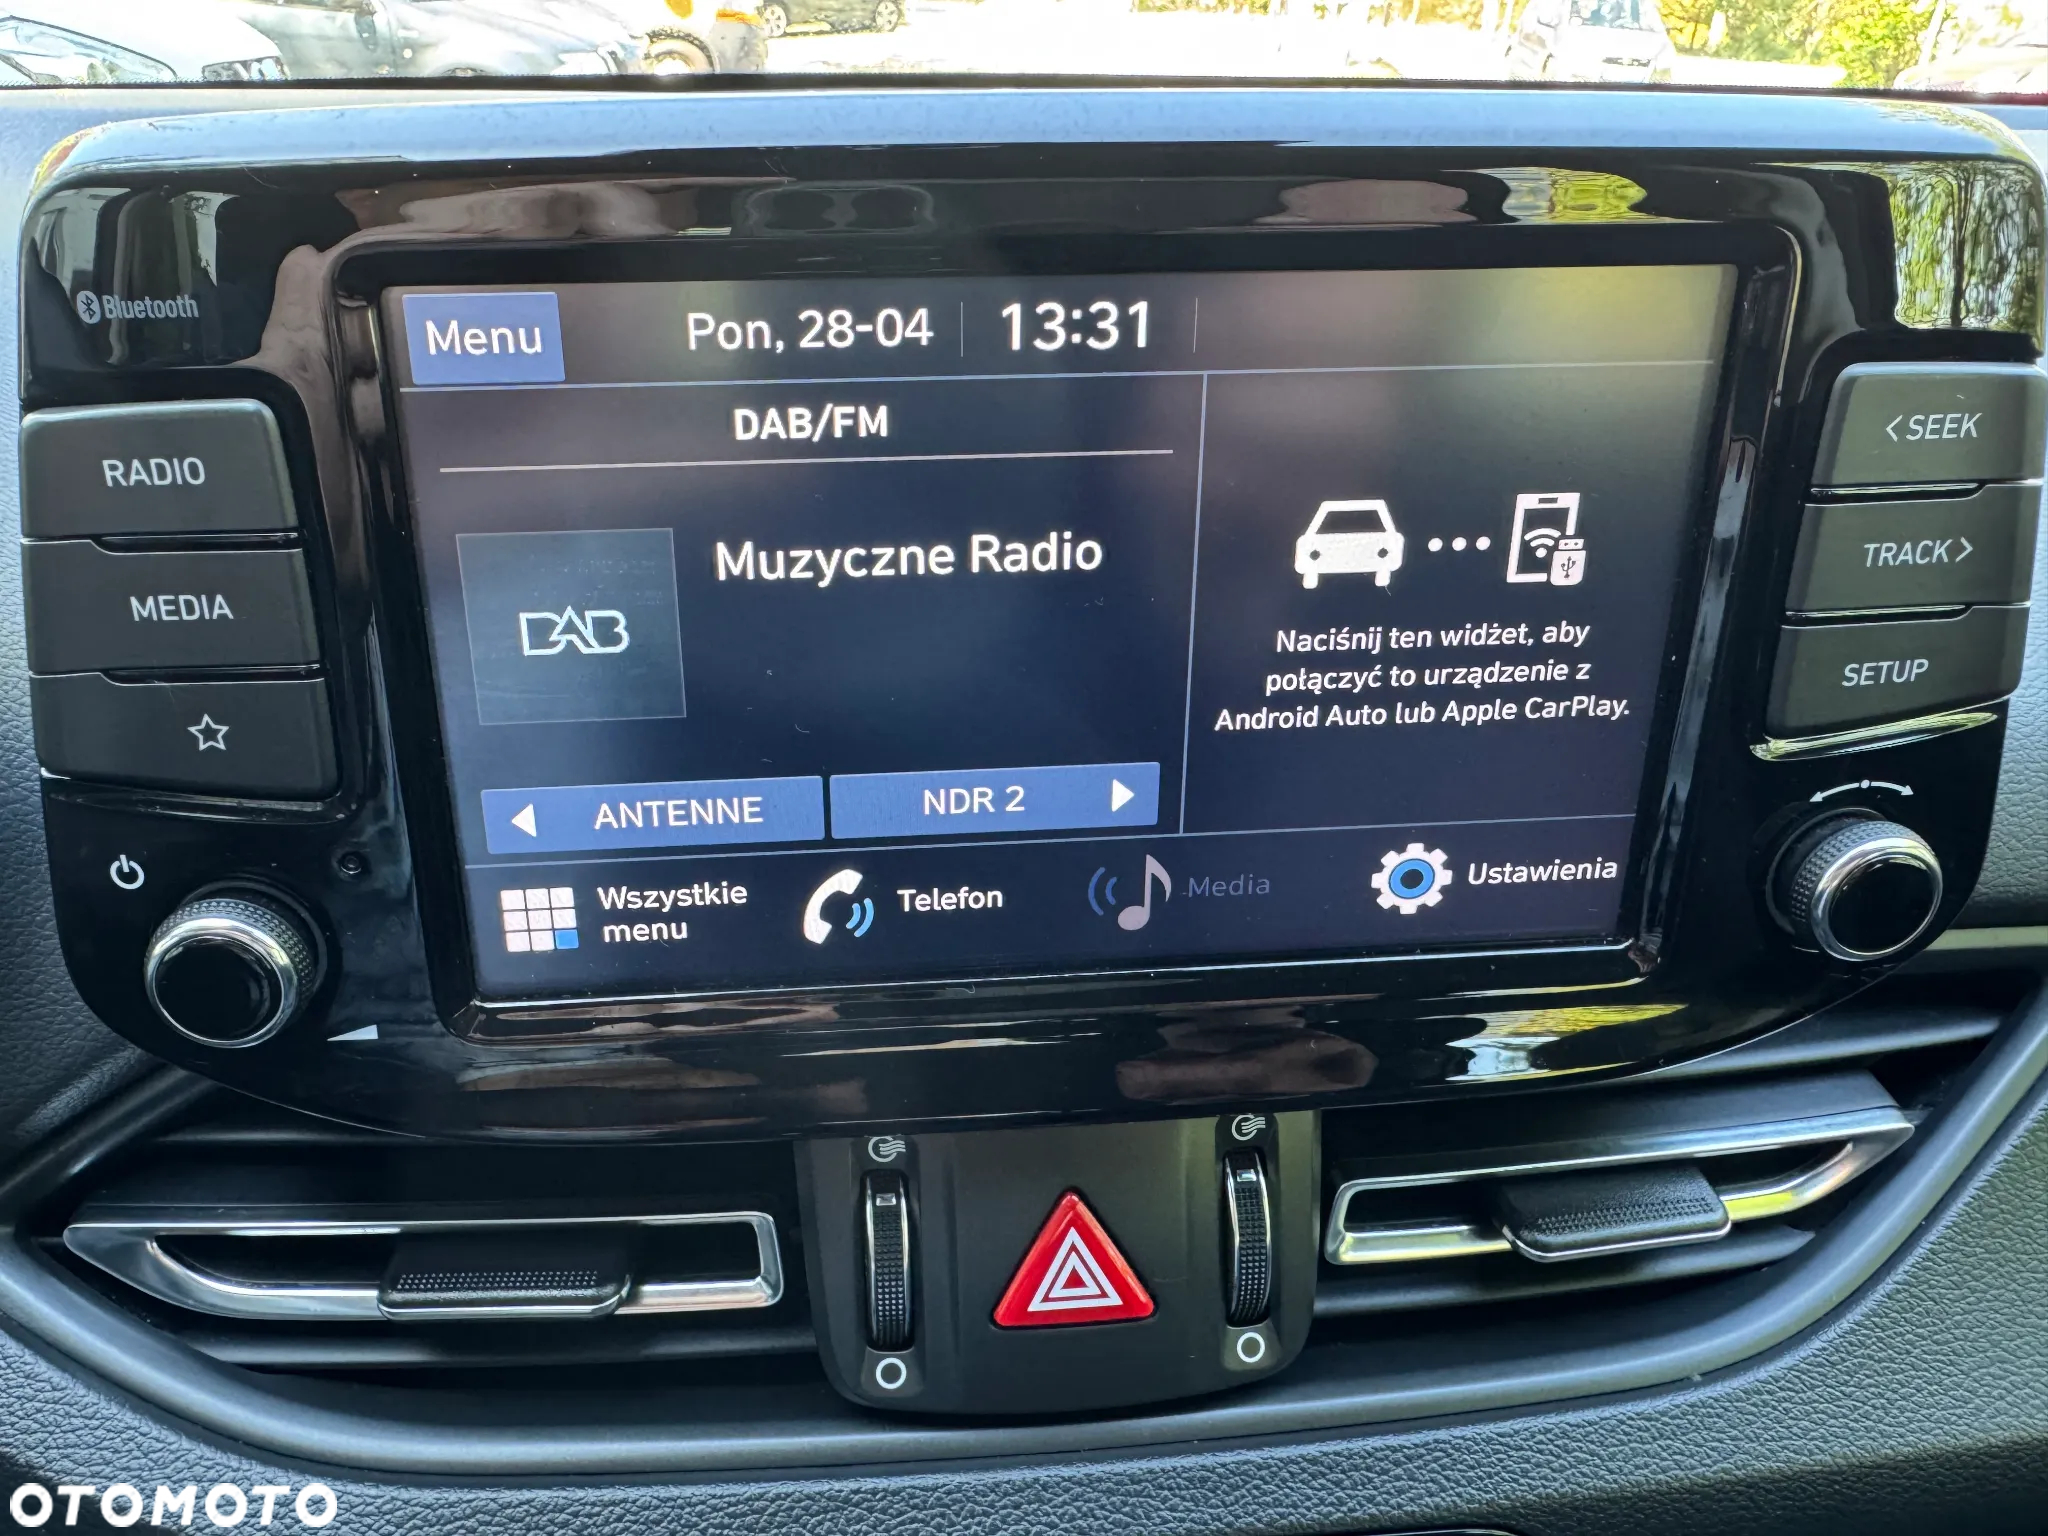 Bluetooth
Menu
Pon, 28-04
13:31
DAB/FM
DAB
Muzyczne Radio
ANTENNE
NDR 2
Naciśnij ten widżet, aby
połączyć to urządzenie z
Android Auto lub Apple CarPlay.
Wszystkie
menu
Telefon
Media
Ustawienia
RADIO
MEDIA
< SEEK
TRACK >
SETUP
OTOMOTO